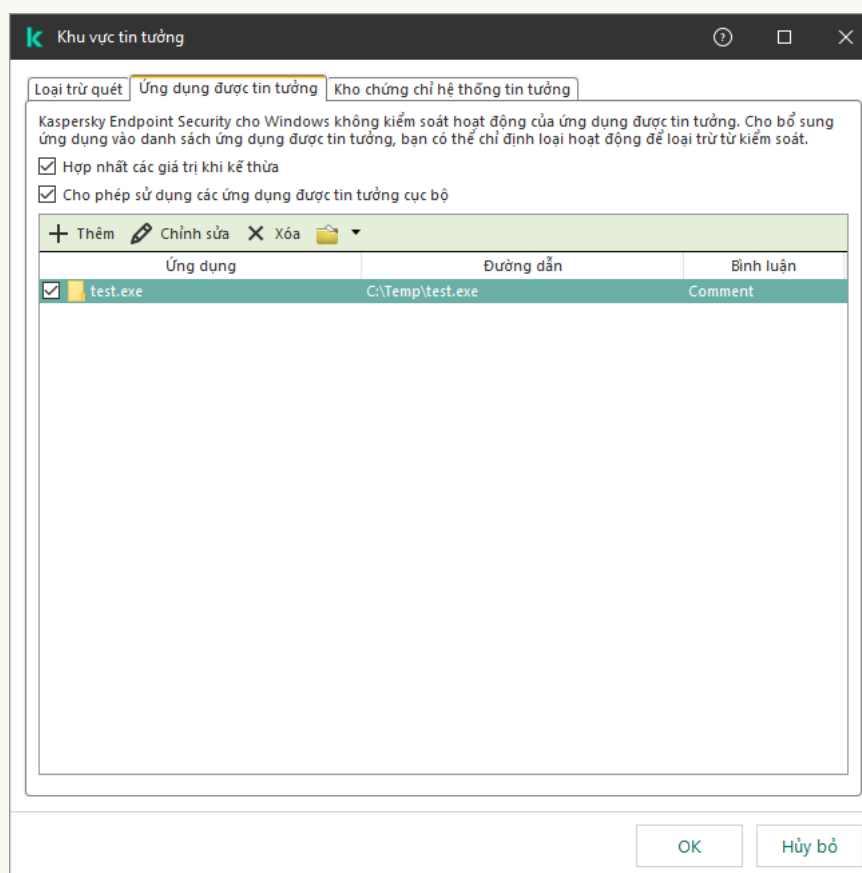 Khu vực tin tưởng
Loại trừ quét
Ứng dụng được tin tưởng
Kho chứng chỉ hệ thống tin tưởng
Kaspersky Endpoint Security cho Windows không kiểm soát hoạt động của ứng dụng được tin tưởng. Cho bổ sung
ứng dụng vào danh sách ứng dụng được tin tưởng, bạn có thể chỉ định loại hoạt động để loại trừ từ kiểm soát.
Hợp nhất các giá trị khi kế thừa
Cho phép sử dụng các ứng dụng được tin tưởng cục bộ
Thêm Chỉnh sửa Xóa
Ứng dụng Đường dẫn Bình luận
test.exe C:\Temp\test.exe Comment
OK Hủy bỏ